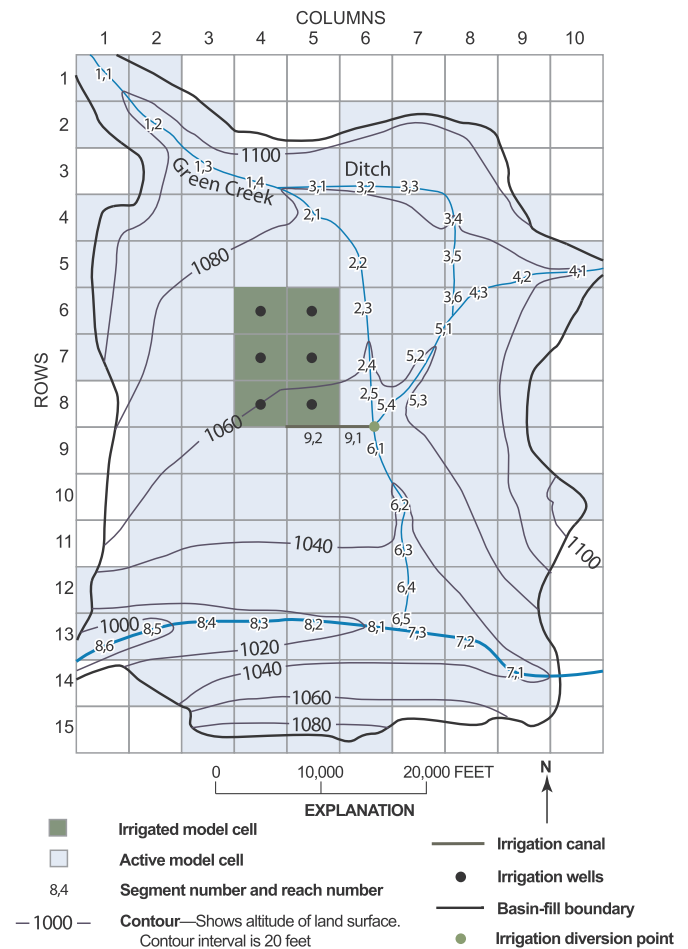 COLUMNS
1 2 3 4 5 6 7 8 9 10
ROWS
1
2
3
4
5
6
7
8
9
10
11
12
13
14
15
1,1
1,2
1,3
1,4
Green Creek
Ditch
3,1 3,2 3,3
3,4
3,5
3,6
2,1
2,2
2,3
2,4
2,5
4,1
4,2
4,3
5,1
5,2
5,3
5,4
9,2 9,1
6,1
6,2
6,3
6,4
6,5
8,6 8,5 8,4 8,3 8,2 8,1 7,3 7,2 7,1
1100
1080
1060
1040
1100
1000
1020
1040
1060
1080
0 10,000 20,000 FEET
N
EXPLANATION
Irrigated model cell
Active model cell
8,4 Segment number and reach number
—1000— Contour—Shows altitude of land surface.
Contour interval is 20 feet
Irrigation canal
Irrigation wells
Basin-fill boundary
Irrigation diversion point